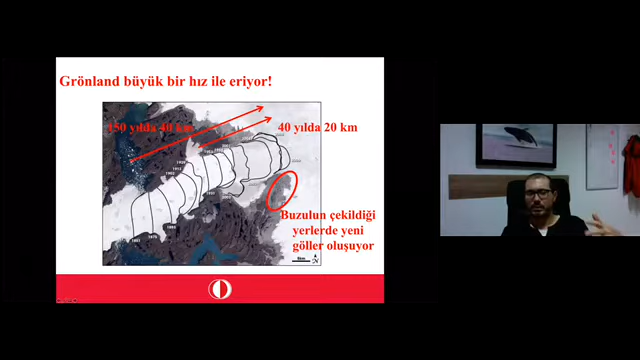 Grönland büyük bir hız ile eriyor!
150 yılda 40 km
40 yılda 20 km
Buzulun çekildiği
yerlerde yeni
göller oluşuyor
N